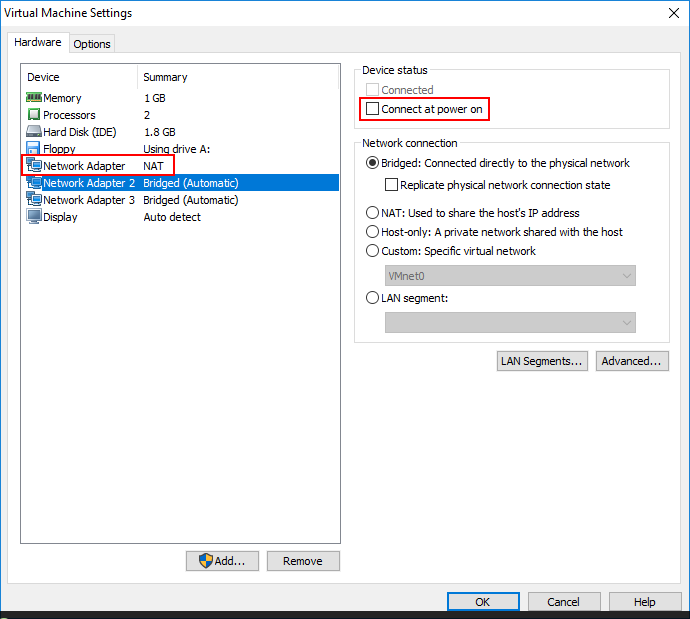 Virtual Machine Settings
Hardware
Options
Device Summary
Memory 1 GB
Processors 2
Hard Disk (IDE) 1.8 GB
Floppy Using drive A:
Network Adapter NAT
Network Adapter 2 Bridged (Automatic)
Network Adapter 3 Bridged (Automatic)
Display Auto detect
Add...
Remove
Device status
Connected
Connect at power on
Network connection
Bridged: Connected directly to the physical network
Replicate physical network connection state
NAT: Used to share the host's IP address
Host-only: A private network shared with the host
Custom: Specific virtual network
VMnet0
LAN segment:
LAN Segments...
Advanced...
OK
Cancel
Help